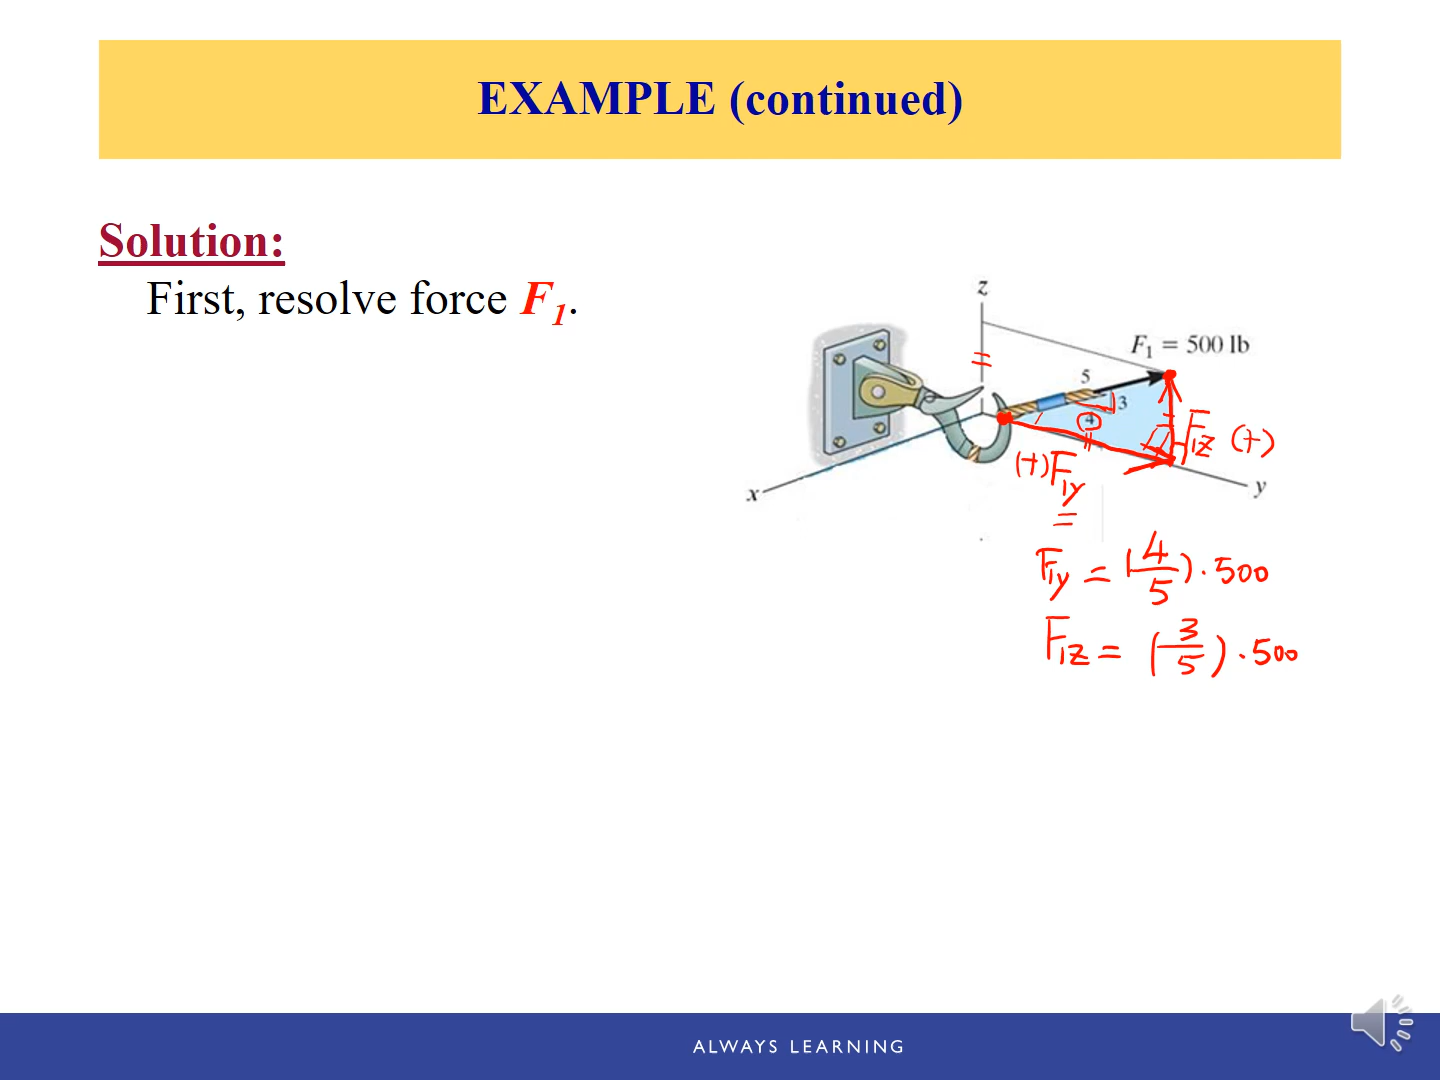 EXAMPLE (continued)
Solution:
First, resolve force F1.
z
=
F1 = 500 lb
5
3
4
F1z (+)
(+) F1y
=
x
y
F1y = (4/5) · 500
F1z = (3/5) · 500
ALWAYS LEARNING